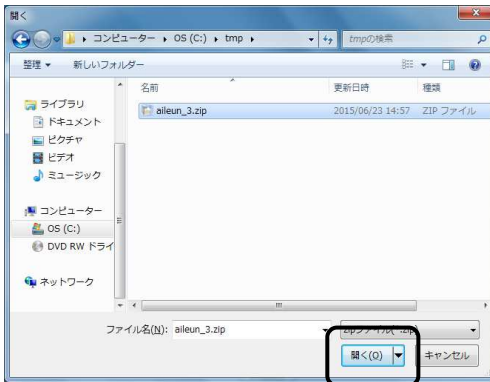 開く
コンピューター ▸ OS (C:) ▸ tmp ▸
tmpの検索
整理 ▼ 新しいフォルダー
名前 更新日時 種類
ライブラリ
aileun_3.zip 2015/06/23 14:57 ZIP ファイル
ドキュメント
ピクチャ
ビデオ
ミュージック
コンピューター
OS (C:)
DVD RW ドライ
ネットワーク
ファイル名(N): aileun_3.zip
開く(O)
キャンセル